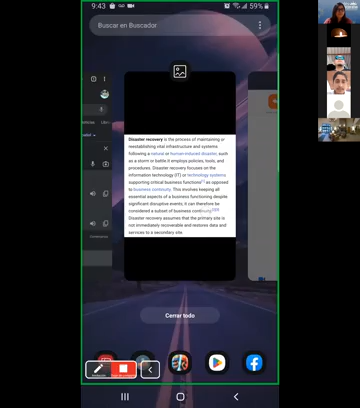 9:43
59%
Buscar en Buscador
Disaster recovery is the process of maintaining or
reestablishing vital infrastructure and systems
following a natural or human-induced disaster, such
as a storm or battle.It employs policies, tools, and
procedures. Disaster recovery focuses on the
information technology (IT) or technology systems
supporting critical business functions[1] as opposed
to business continuity. This involves keeping all
essential aspects of a business functioning despite
significant disruptive events; it can therefore be
considered a subset of business continuity.
Disaster recovery assumes that the primary site is
not immediately recoverable and restores data and
services to a secondary site.
Cerrar todo